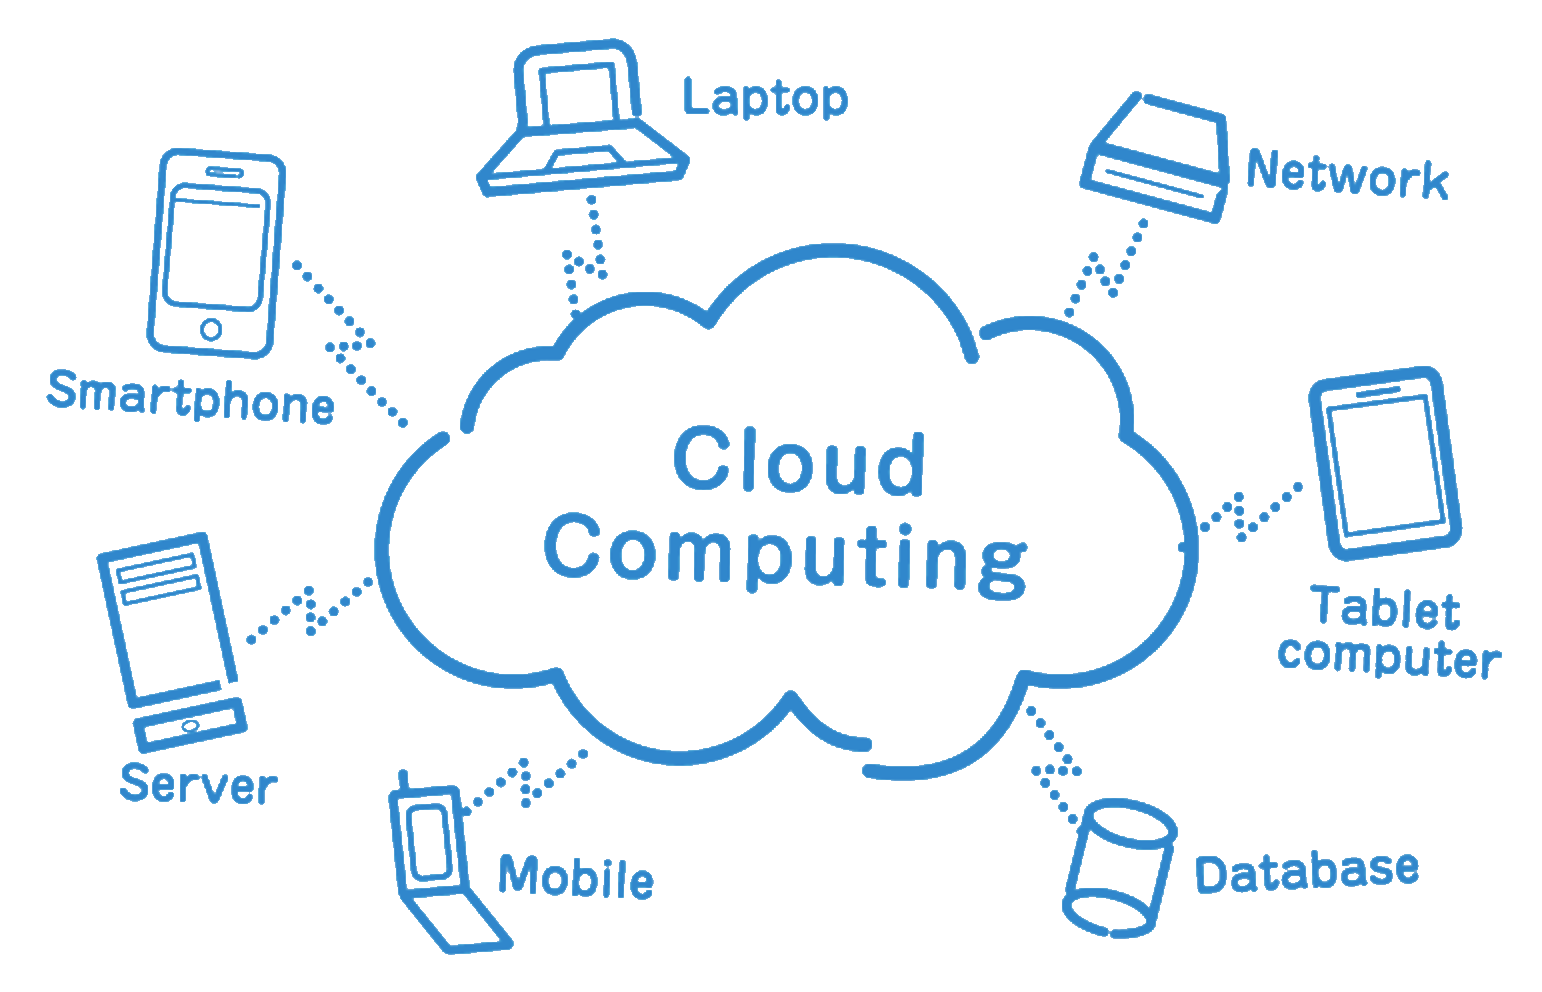 Laptop
Network
Smartphone
Cloud
Computing
Tablet
computer
Server
Mobile
Database